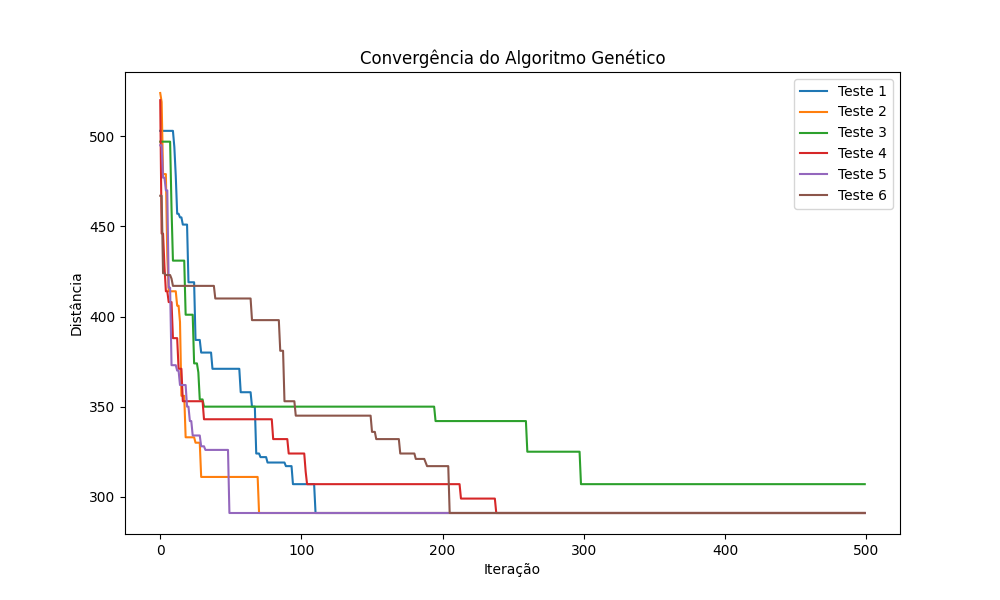 Convergência do Algoritmo Genético
Teste 1
Teste 2
Teste 3
Teste 4
Teste 5
Teste 6
Distância
500
450
400
350
300
0
100
200
300
400
500
Iteração